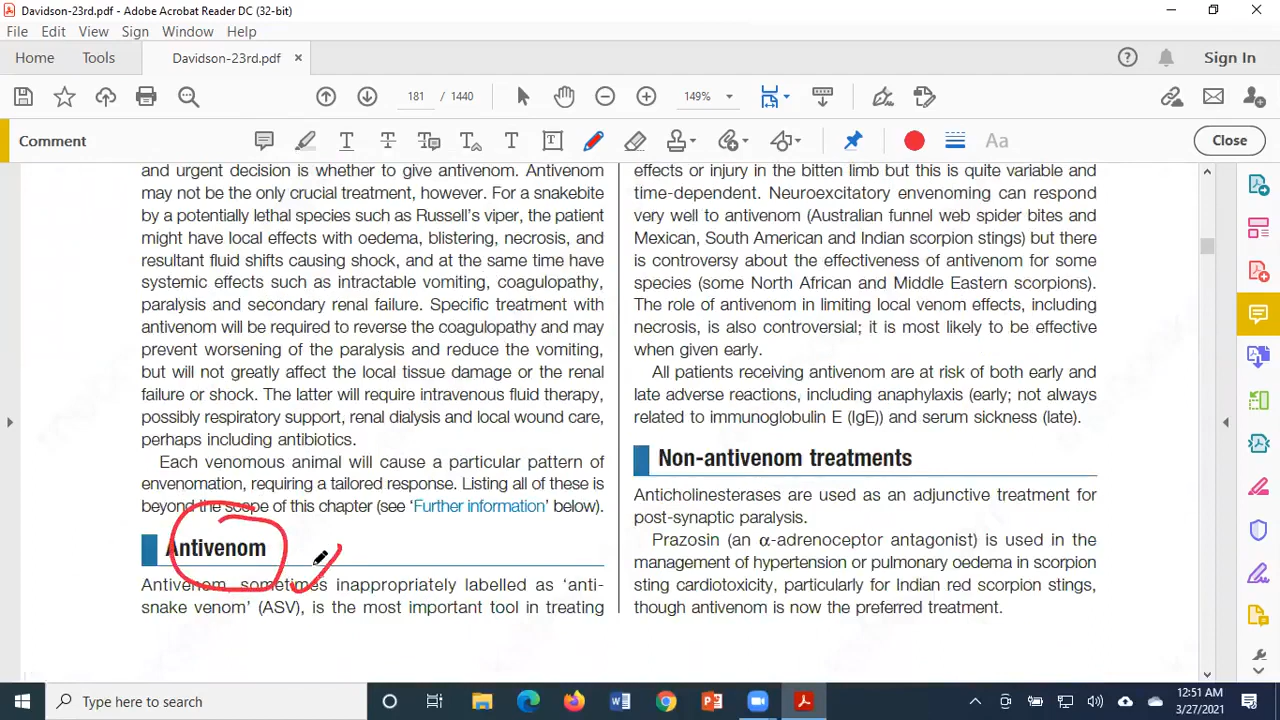 Davidson-23rd.pdf - Adobe Acrobat Reader DC (32-bit)
File Edit View Sign Window Help
Home Tools Davidson-23rd.pdf × Sign In
181 / 1440 149%
Comment Close
and urgent decision is whether to give antivenom. Antivenom
may not be the only crucial treatment, however. For a snakebite
by a potentially lethal species such as Russell's viper, the patient
might have local effects with oedema, blistering, necrosis, and
resultant fluid shifts causing shock, and at the same time have
systemic effects such as intractable vomiting, coagulopathy,
paralysis and secondary renal failure. Specific treatment with
antivenom will be required to reverse the coagulopathy and may
prevent worsening of the paralysis and reduce the vomiting,
but will not greatly affect the local tissue damage or the renal
failure or shock. The latter will require intravenous fluid therapy,
possibly respiratory support, renal dialysis and local wound care,
perhaps including antibiotics.
Each venomous animal will cause a particular pattern of
envenomation, requiring a tailored response. Listing all of these is
beyond the scope of this chapter (see 'Further information' below).
Antivenom
Antivenom, sometimes inappropriately labelled as 'anti-
snake venom' (ASV), is the most important tool in treating
effects or injury in the bitten limb but this is quite variable and
time-dependent. Neuroexcitatory envenoming can respond
very well to antivenom (Australian funnel web spider bites and
Mexican, South American and Indian scorpion stings) but there
is controversy about the effectiveness of antivenom for some
species (some North African and Middle Eastern scorpions).
The role of antivenom in limiting local venom effects, including
necrosis, is also controversial; it is most likely to be effective
when given early.
All patients receiving antivenom are at risk of both early and
late adverse reactions, including anaphylaxis (early; not always
related to immunoglobulin E (IgE)) and serum sickness (late).
Non-antivenom treatments
Anticholinesterases are used as an adjunctive treatment for
post-synaptic paralysis.
Prazosin (an α-adrenoceptor antagonist) is used in the
management of hypertension or pulmonary oedema in scorpion
sting cardiotoxicity, particularly for Indian red scorpion stings,
though antivenom is now the preferred treatment.
Type here to search
12:51 AM
3/27/2021